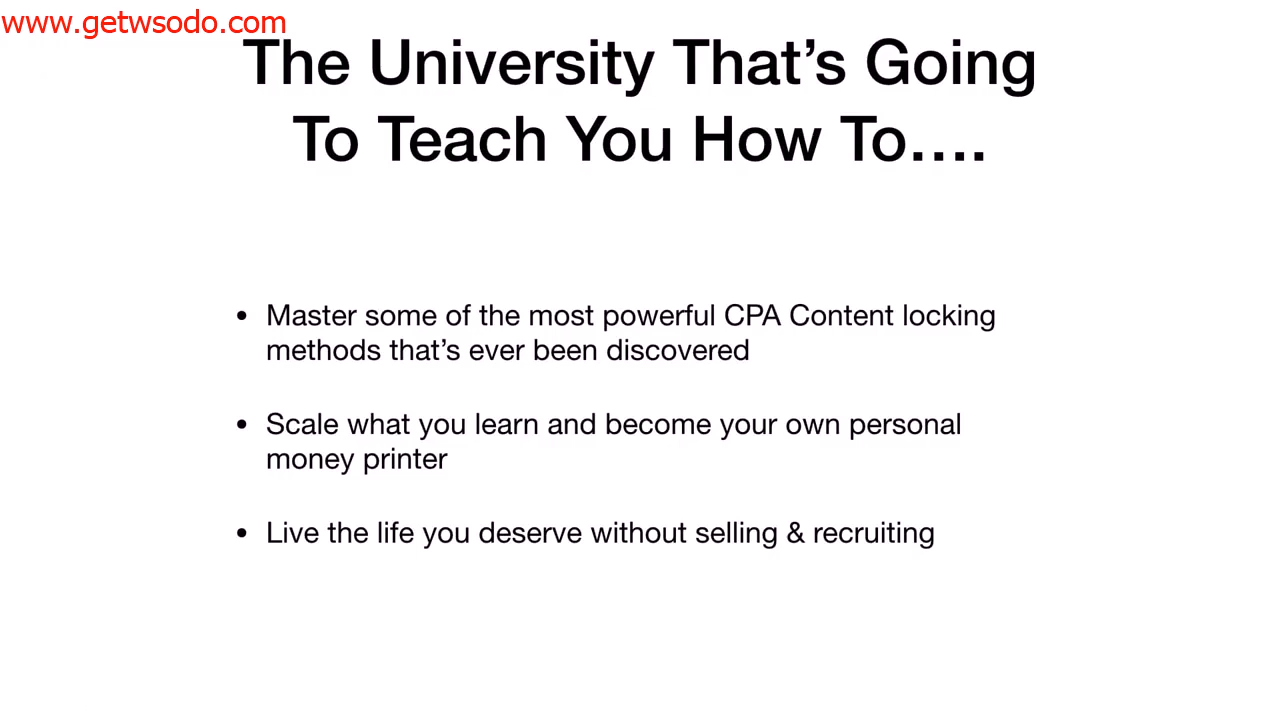 www.getwsodo.com
The University That's Going
To Teach You How To....
• Master some of the most powerful CPA Content locking
methods that's ever been discovered
• Scale what you learn and become your own personal
money printer
• Live the life you deserve without selling & recruiting